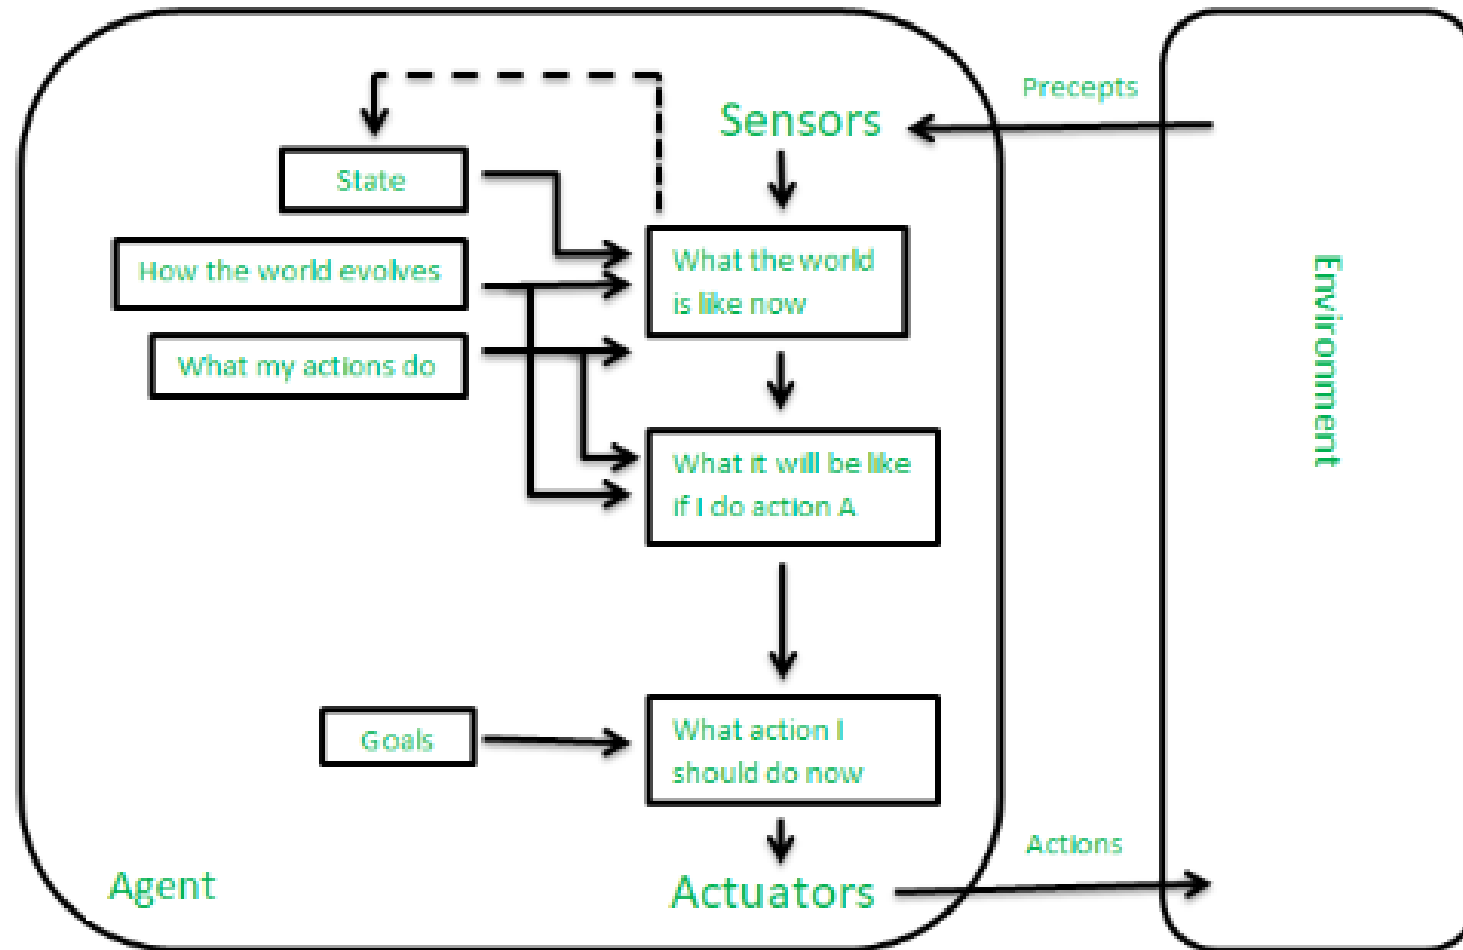 Precepts
Sensors
State
How the world evolves
What the world
is like now
What my actions do
What it will be like
if I do action A
Environment
Goals
What action I
should do now
Actions
Agent
Actuators